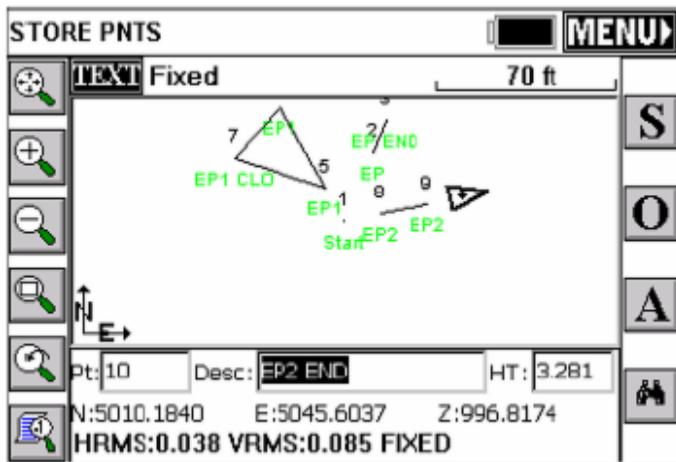 STORE PNTS MENU
TEXT Fixed 70 ft
3
7 EP1 2
EP END
S
EP1 CLO 5 EP
1 8 9
EP1
EP2
O
Start EP2
N
E
A
Pt: 10 Desc: EP2 END HT: 3.281
N:5010.1840 E:5045.6037 Z:996.8174
HRMS:0.038 VRMS:0.085 FIXED